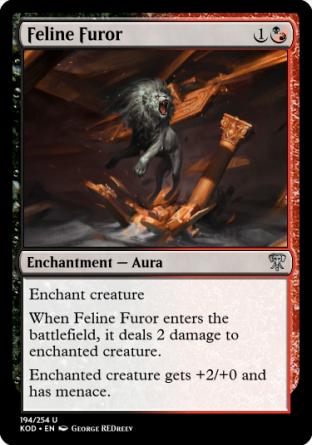 Feline Furor 1
Enchantment — Aura
Enchant creature
When Feline Furor enters the
battlefield, it deals 2 damage to
enchanted creature.
Enchanted creature gets +2/+0 and
has menace.
194/254 U
KOD • EN George REDreev